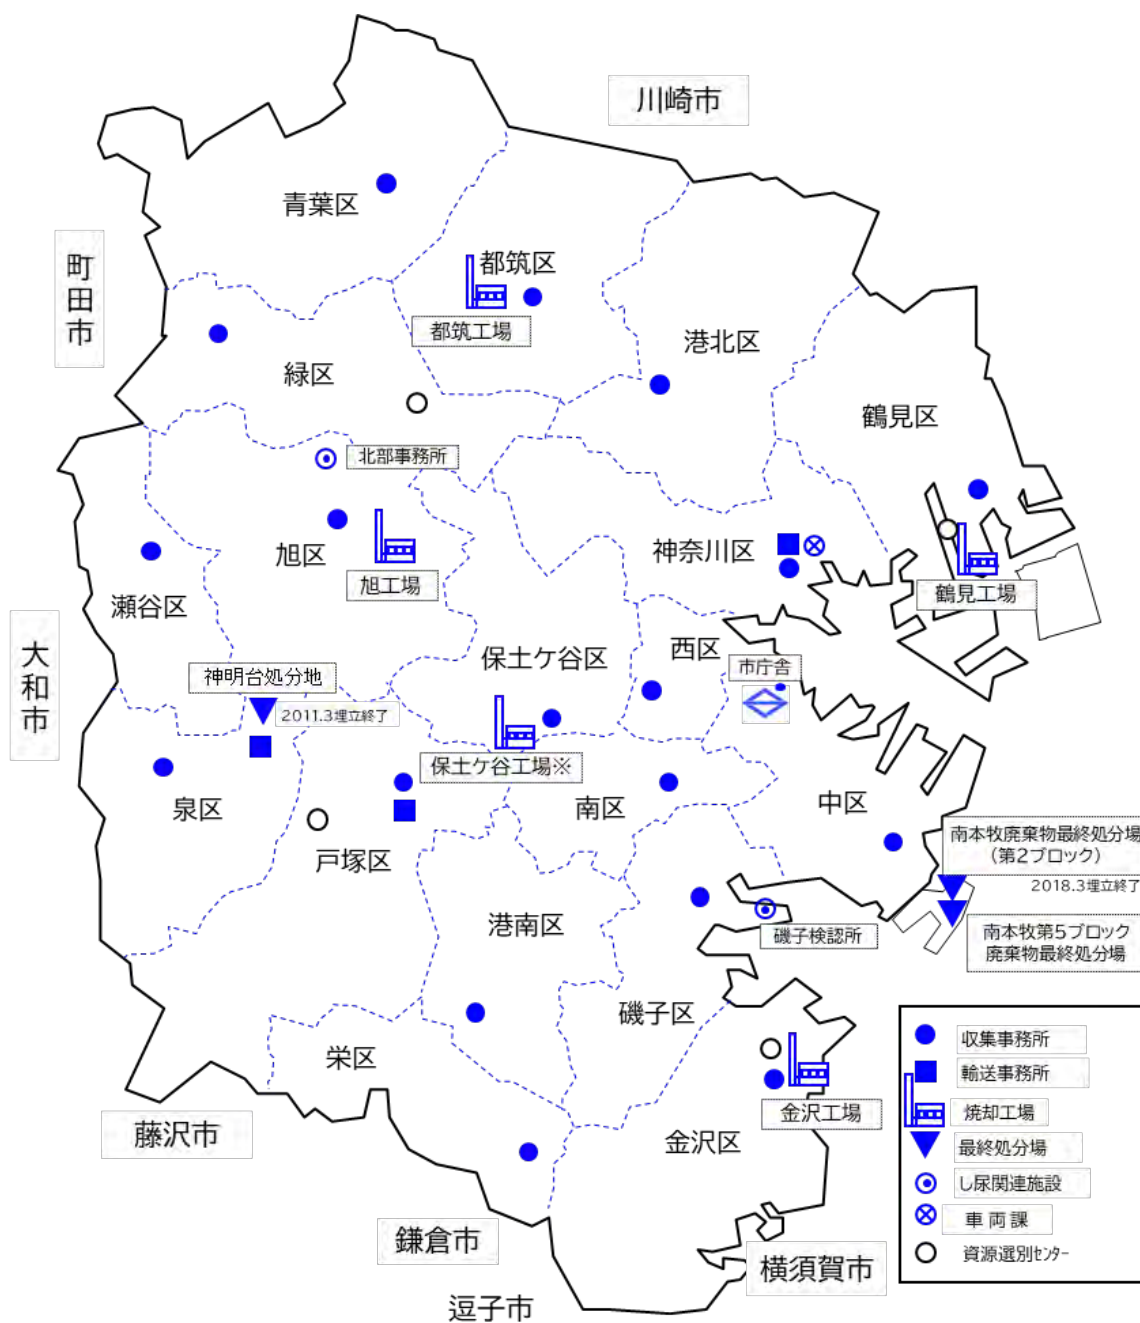 川崎市
青葉区
町田市
都筑区
都筑工場
港北区
緑区
鶴見区
北部事務所
旭区
旭工場
神奈川区
鶴見工場
瀬谷区
大和市
保土ケ谷区
西区
市庁舎
神明台処分地
2011.3埋立終了
保土ケ谷工場※
泉区
南区
中区
戸塚区
南本牧廃棄物最終処分場
(第2ブロック)
2018.3埋立終了
港南区
磯子検認所
南本牧第5ブロック
廃棄物最終処分場
磯子区
栄区
金沢工場
藤沢市
金沢区
鎌倉市
横須賀市
逗子市
収集事務所
輸送事務所
焼却工場
最終処分場
し尿関連施設
車両課
資源選別センター